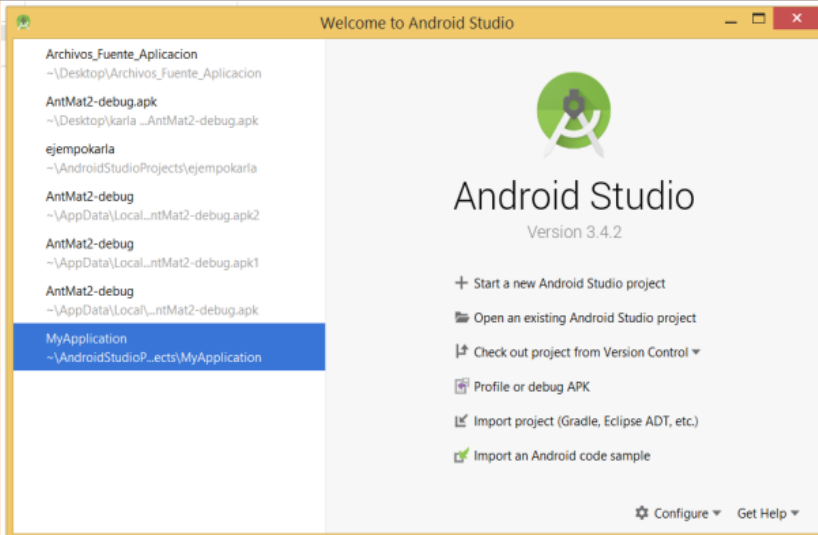 Welcome to Android Studio
Archivos_Fuente_Aplicacion
~\Desktop\Archivos_Fuente_Aplicacion
AntMat2-debug.apk
~\Desktop\karla ...AntMat2-debug.apk
ejempokarla
~\AndroidStudioProjects\ejempokarla
AntMat2-debug
~\AppData\Local...ntMat2-debug.apk2
AntMat2-debug
~\AppData\Local...ntMat2-debug.apk1
AntMat2-debug
~\AppData\Local\...ntMat2-debug.apk
MyApplication
~\AndroidStudioP...ects\MyApplication
Android Studio
Version 3.4.2
Start a new Android Studio project
Open an existing Android Studio project
Check out project from Version Control
Profile or debug APK
Import project (Gradle, Eclipse ADT, etc.)
Import an Android code sample
Configure Get Help